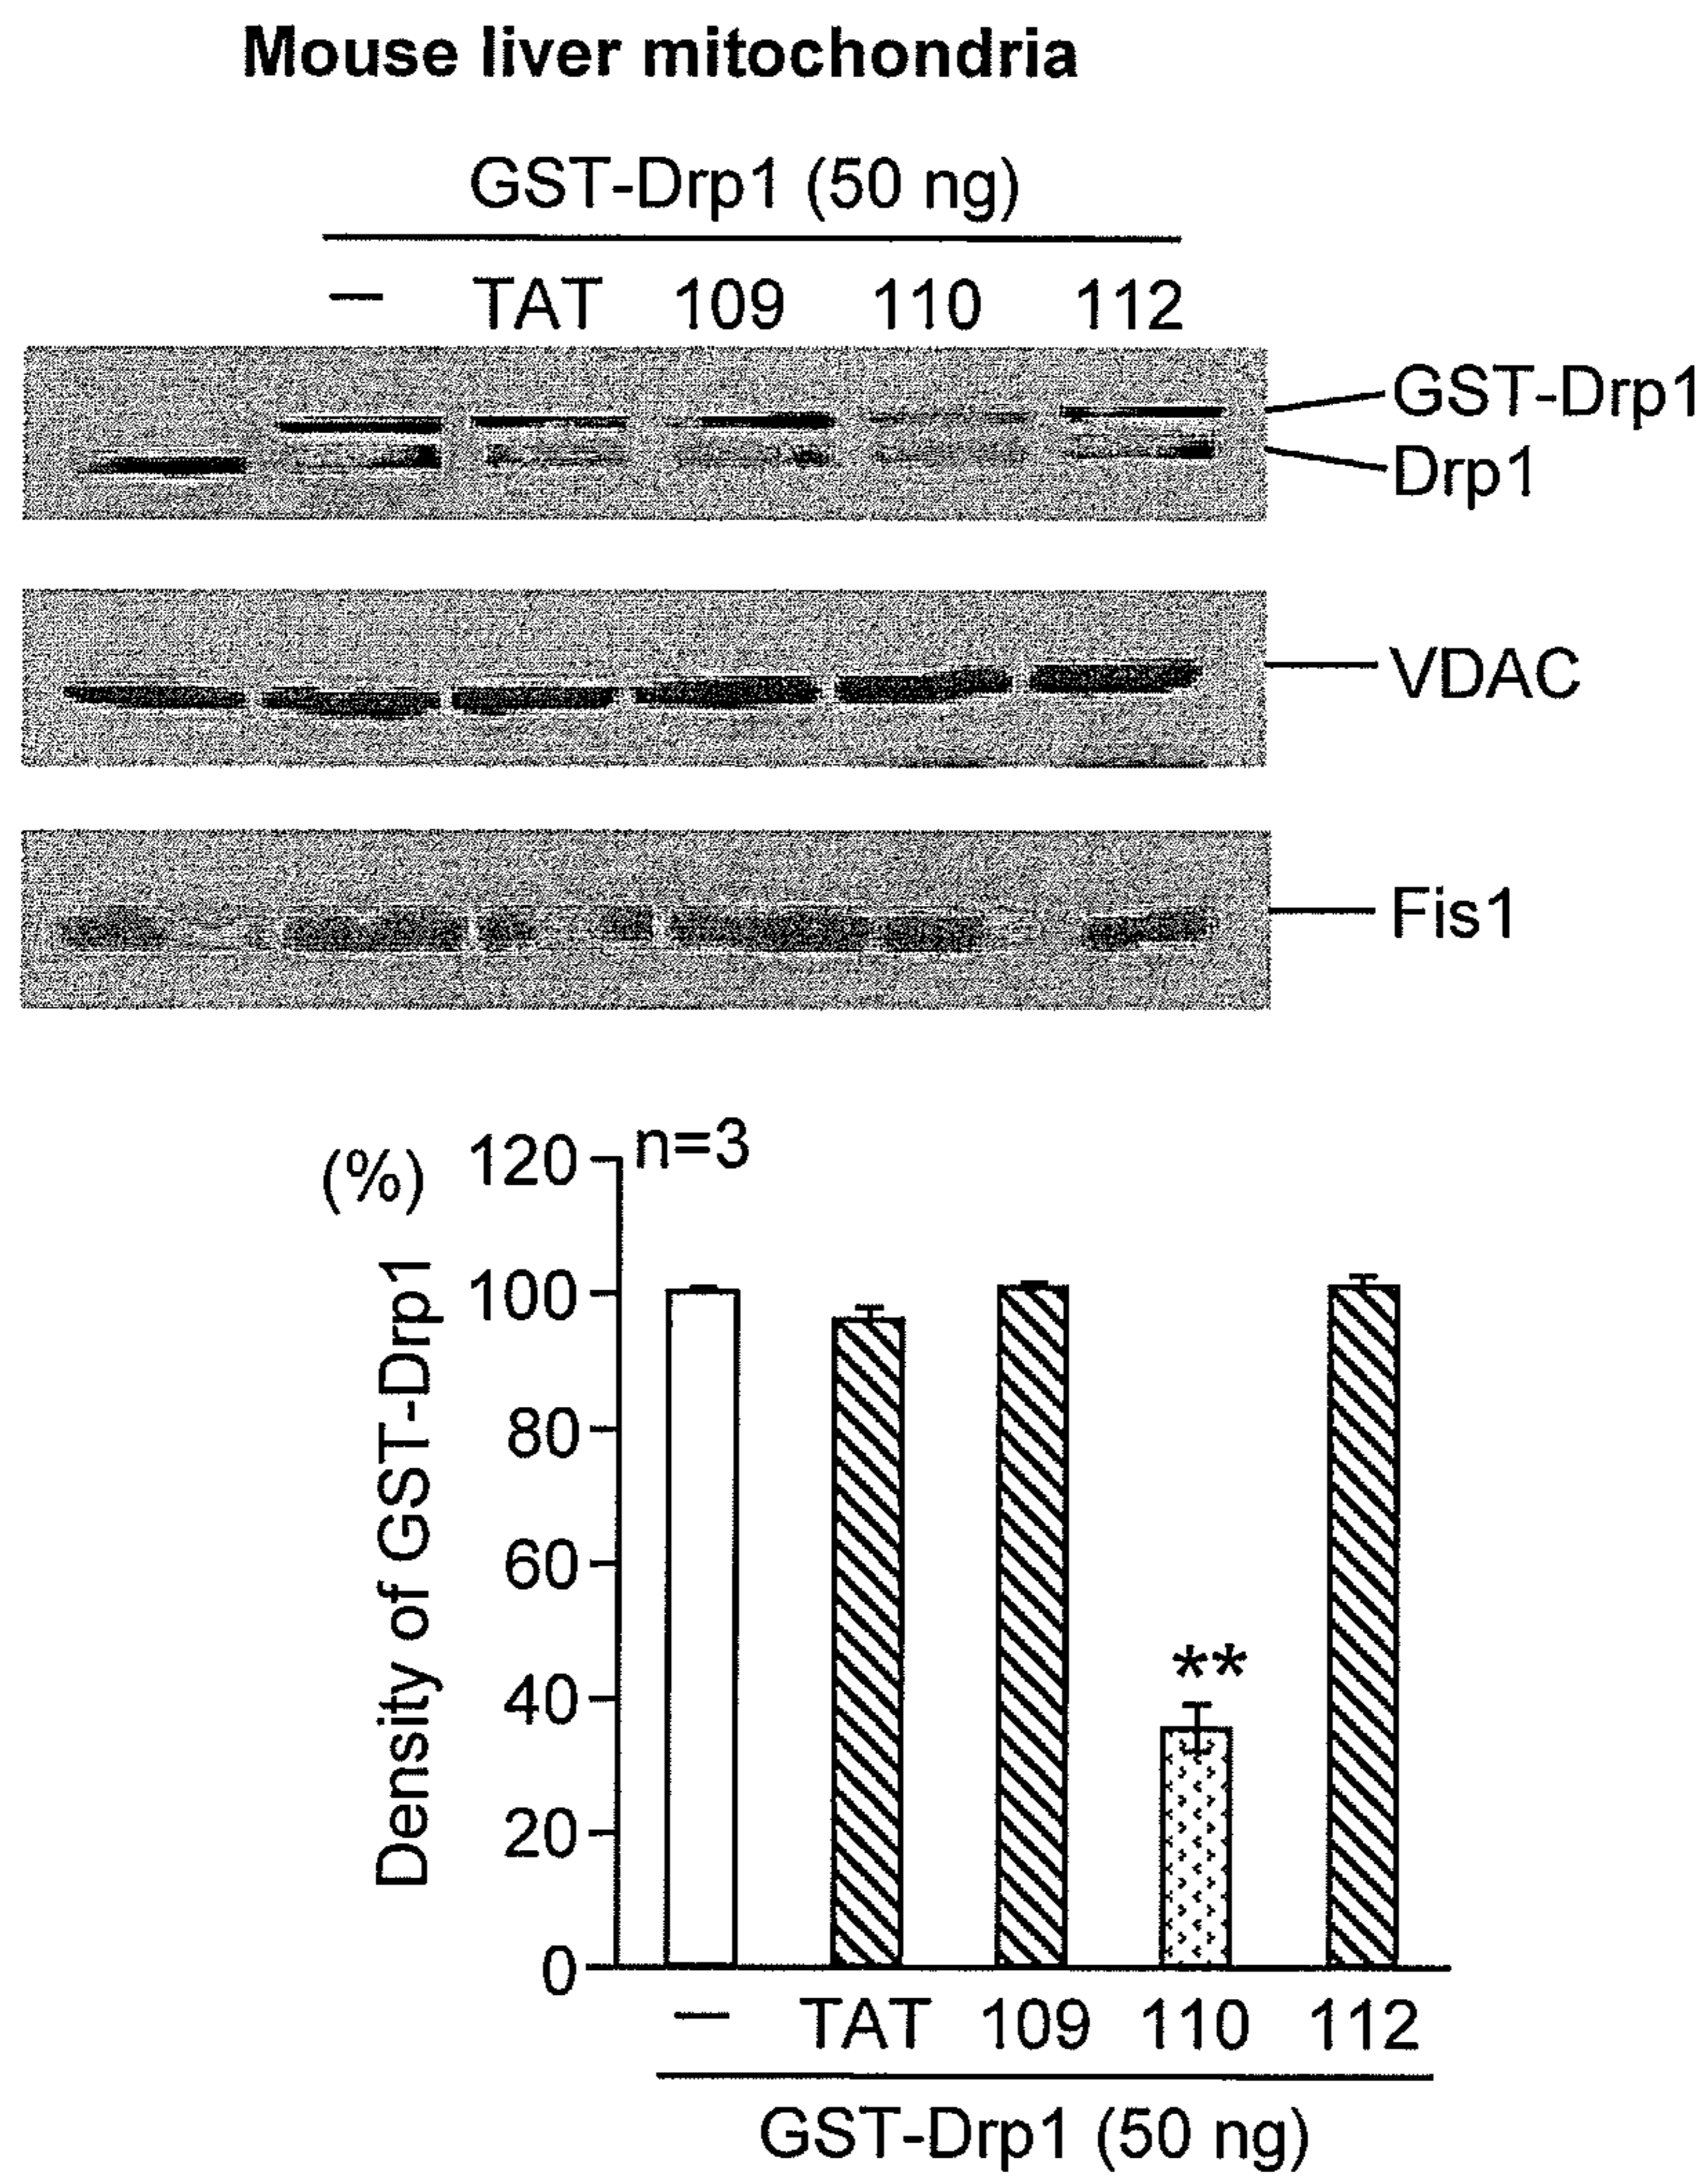 Mouse liver mitochondria
GST-Drp1 (50 ng)
– TAT 109 110 112
GST-Drp1
Drp1
VDAC
Fis1
(%)
Density of GST-Drp1
n=3
120
100
80
60
40
20
0
**
– TAT 109 110 112
GST-Drp1 (50 ng)